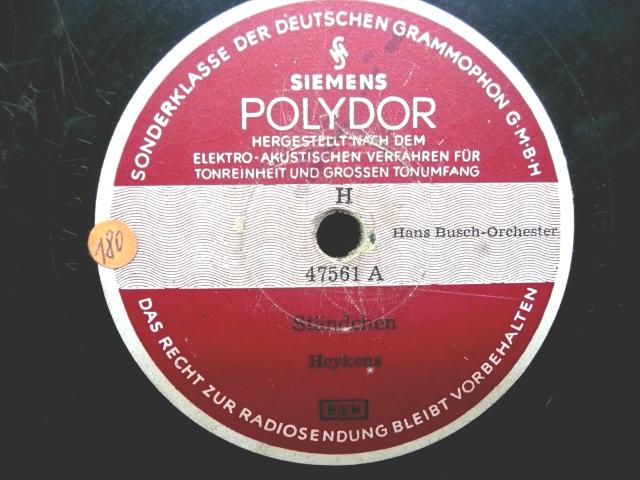 SONDERKLASSE DER DEUTSCHEN GRAMMOPHON G·M·B·H
SIEMENS
POLYDOR
HERGESTELLT NACH DEM
ELEKTRO-AKUSTISCHEN VERFAHREN FÜR
TONREINHEIT UND GROSSEN TONUMFANG
H
180
Hans Busch-Orchester
47561 A
Ständchen
Heykens
BIEM
DAS RECHT ZUR RADIOSENDUNG BLEIBT VORBEHALTEN